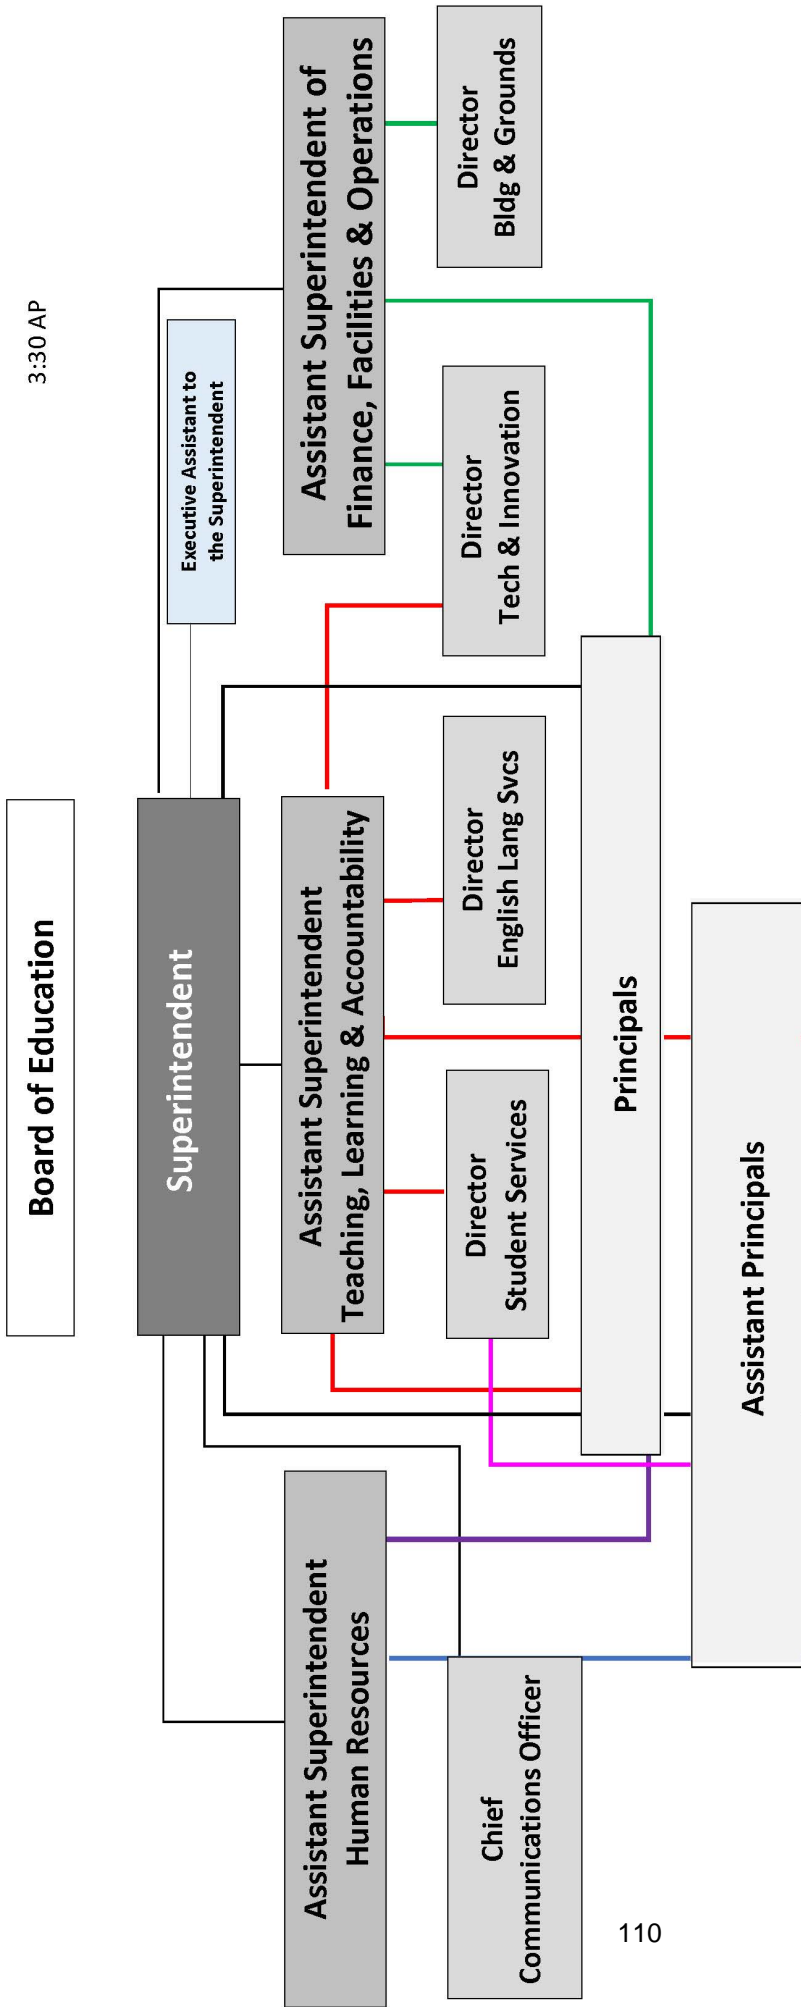 3:30 AP
Board of Education
Superintendent
Executive Assistant to
the Superintendent
Assistant Superintendent
Human Resources
Assistant Superintendent
Teaching, Learning & Accountability
Assistant Superintendent of
Finance, Facilities & Operations
Chief
Communications Officer
Director
Student Services
Director
English Lang Svcs
Director
Tech & Innovation
Director
Bldg & Grounds
Principals
Assistant Principals
110